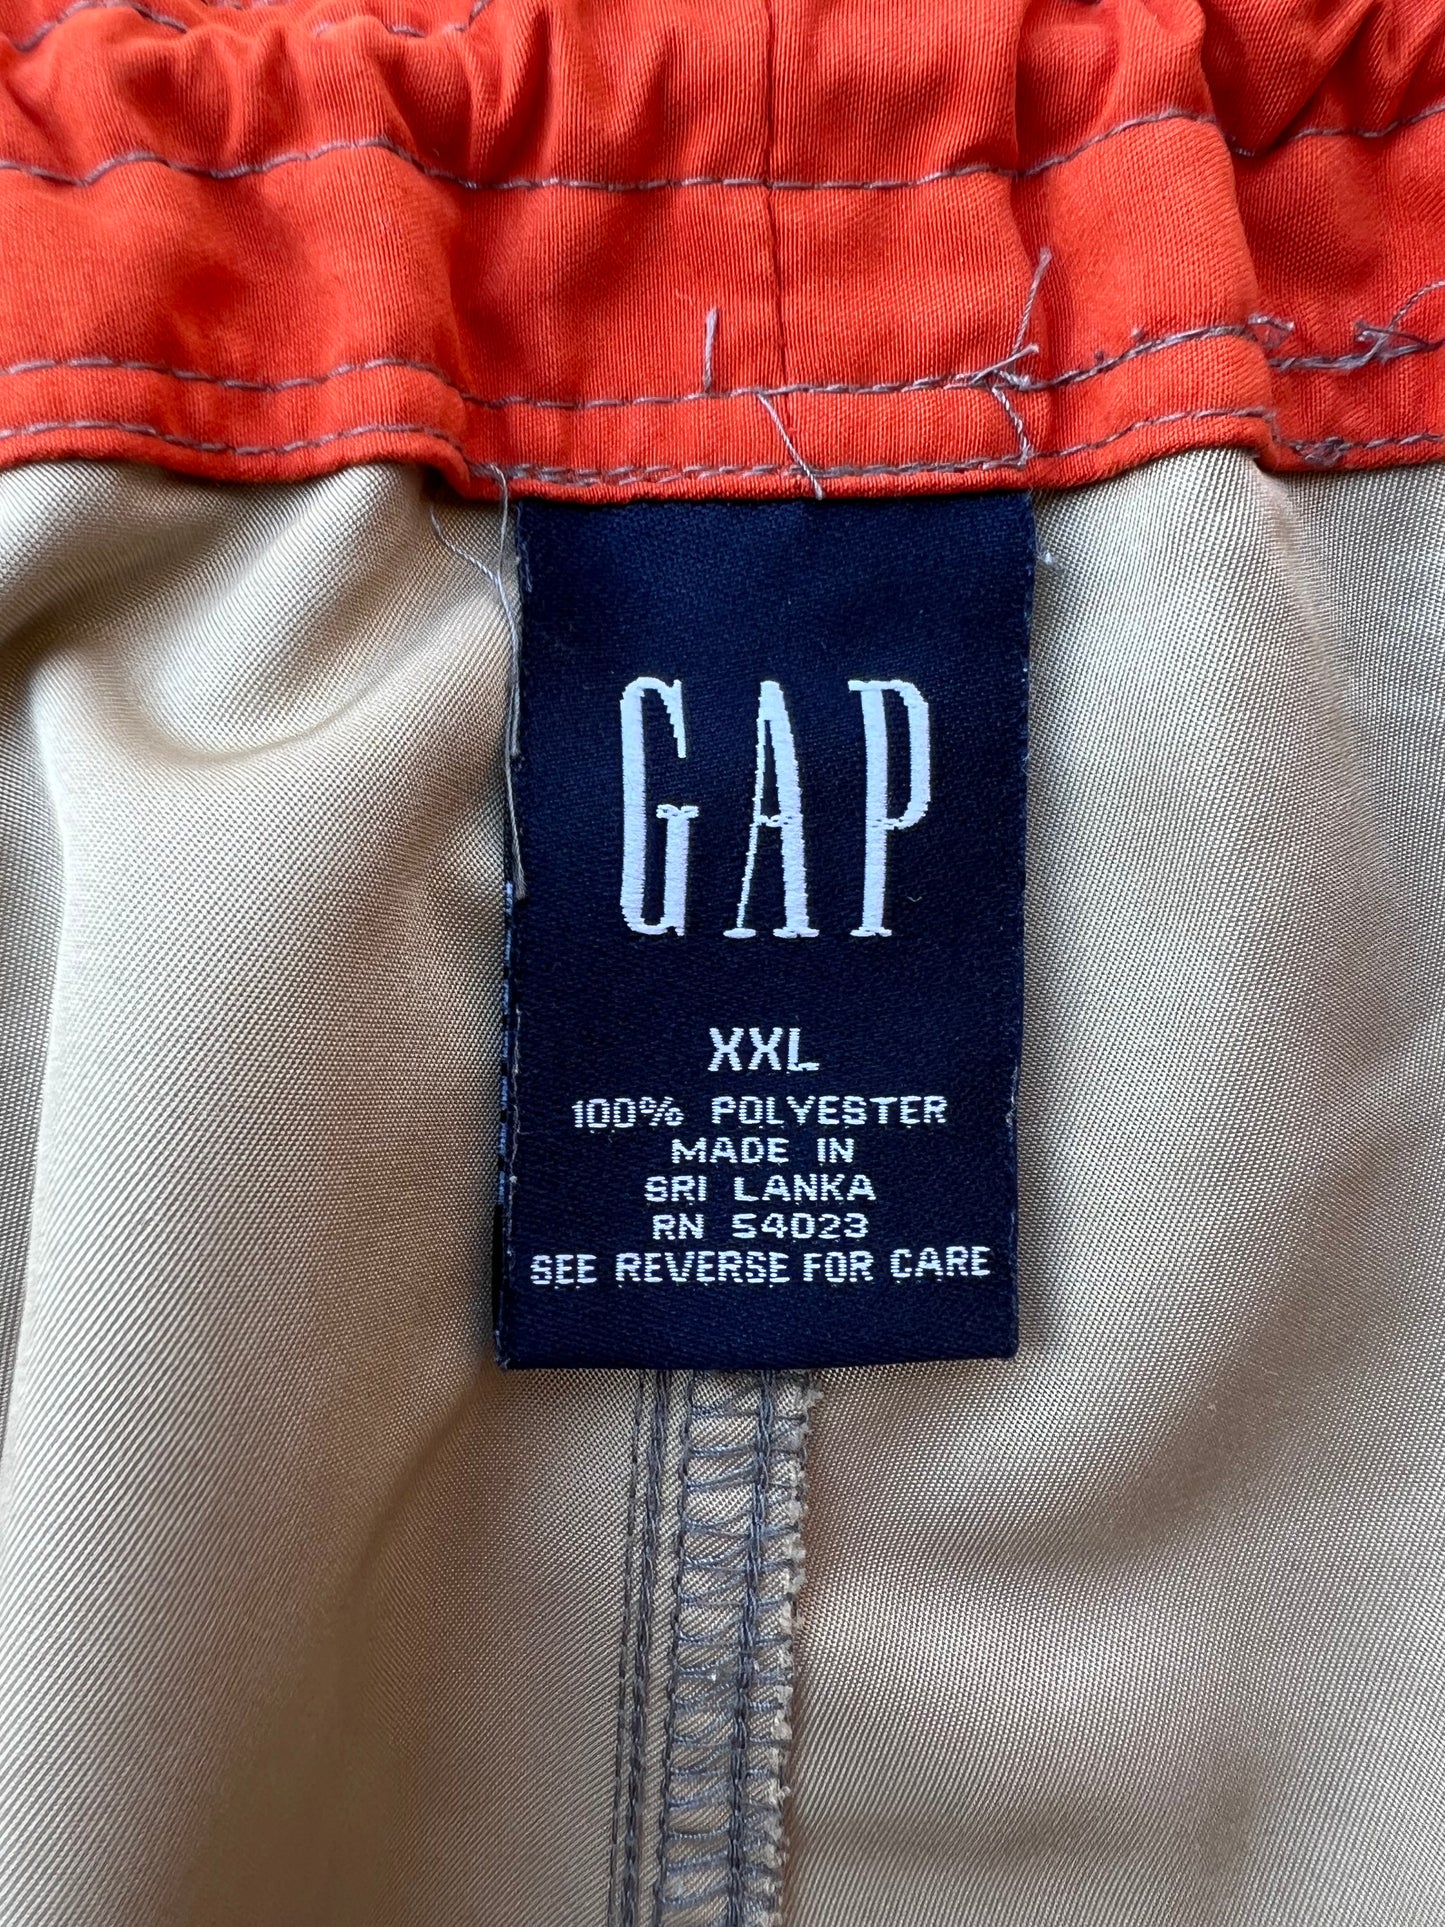 GAP
XXL
100% POLYESTER
MADE IN
SRI LANKA
RN 54023
SEE REVERSE FOR CARE